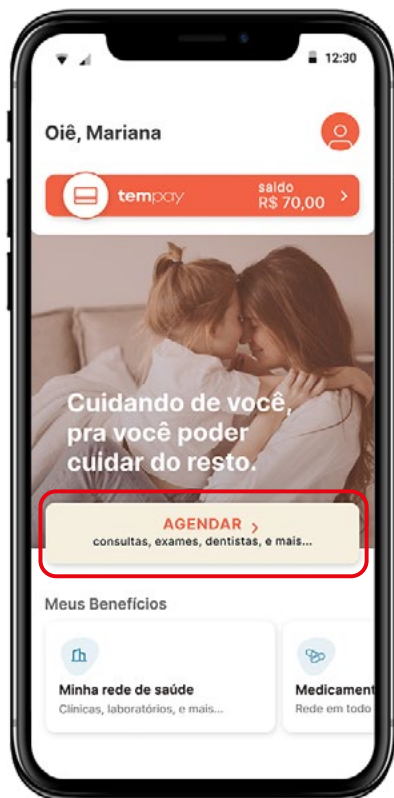 12:30
Oiê, Mariana
tempay
saldo
R$ 70,00 >
Cuidando de você,
pra você poder
cuidar do resto.
AGENDAR >
consultas, exames, dentistas, e mais...
Meus Benefícios
Minha rede de saúde
Clínicas, laboratórios, e mais...
Medicament
Rede em todo